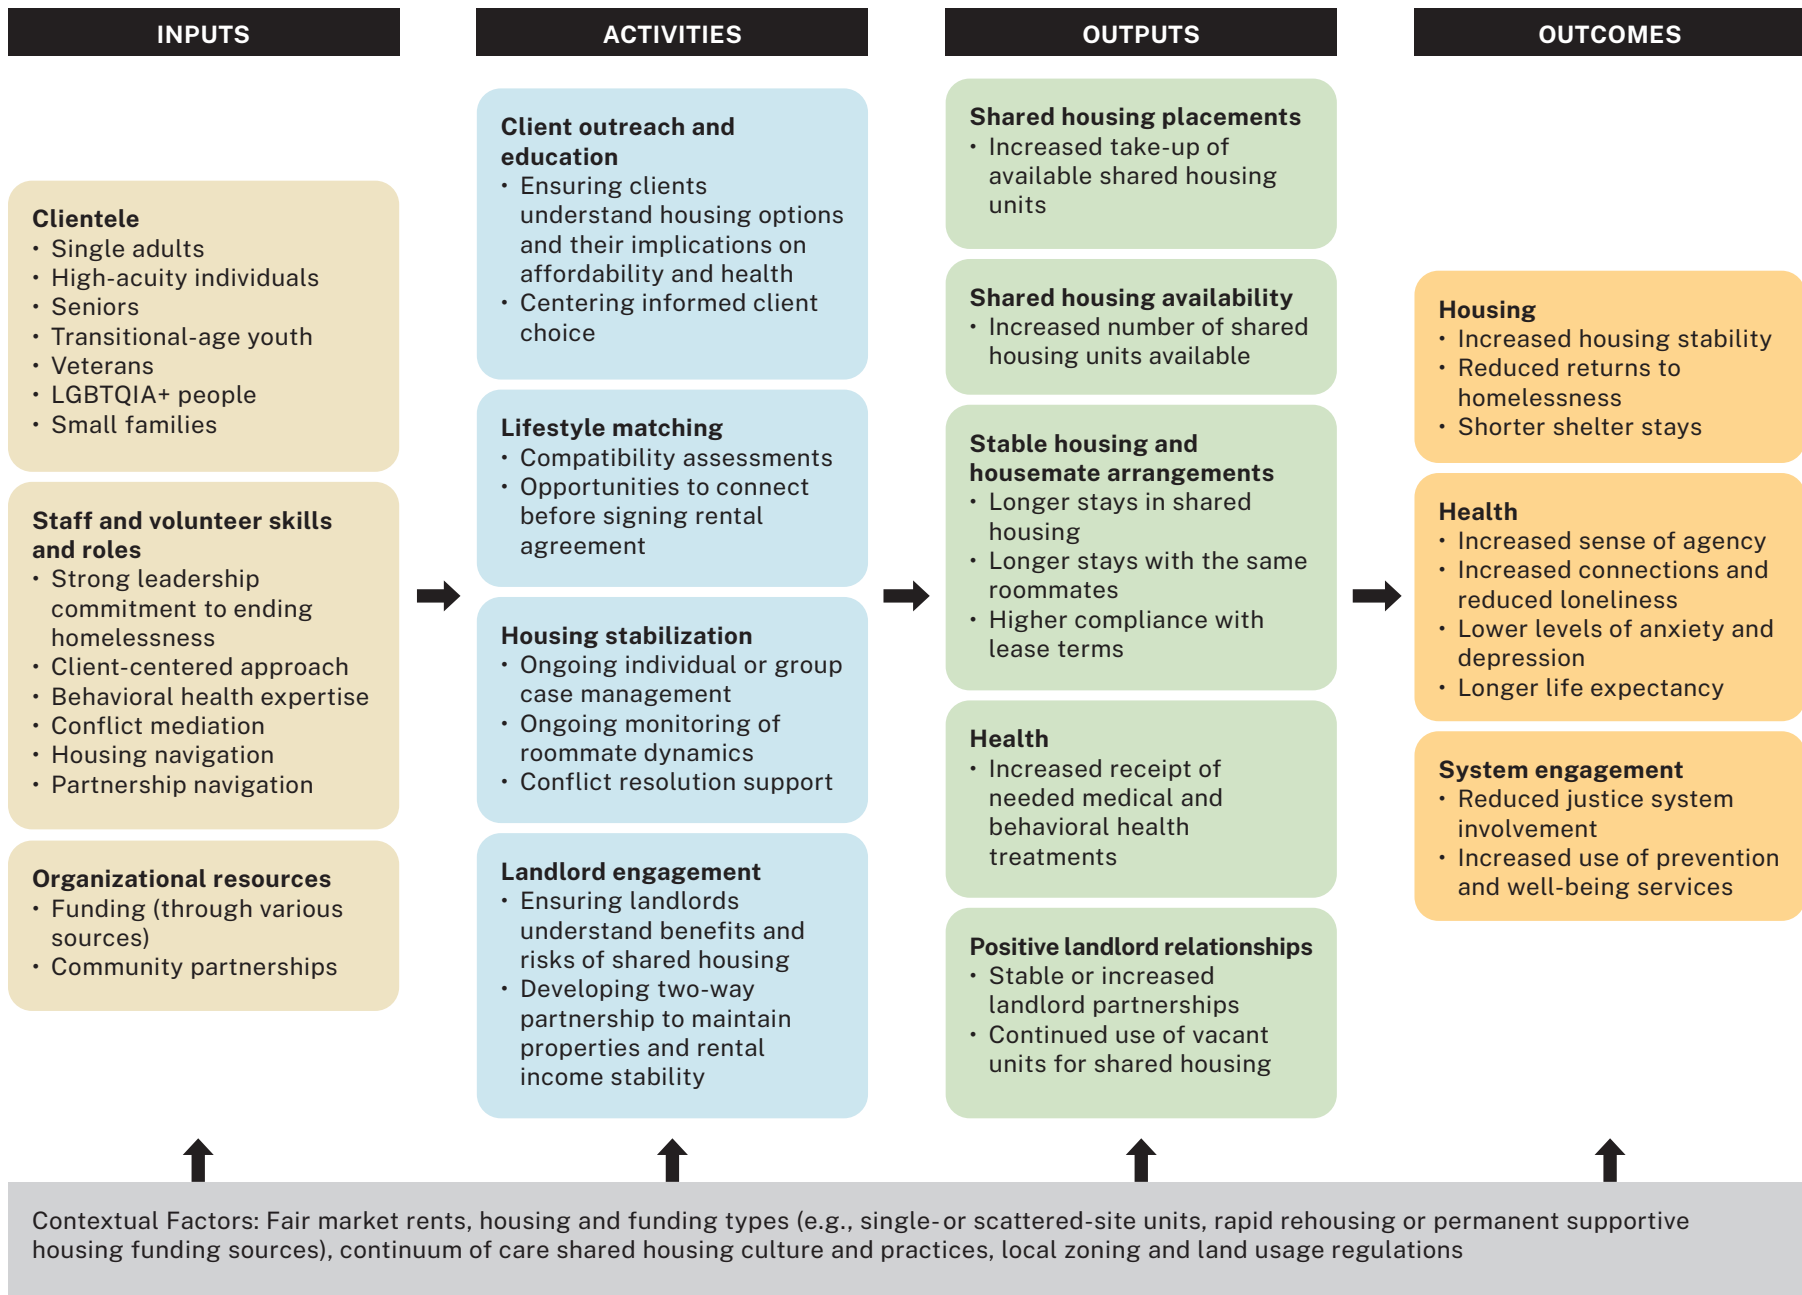 INPUTS
Clientele
• Single adults
• High-acuity individuals
• Seniors
• Transitional-age youth
• Veterans
• LGBTQIA+ people
• Small families
Staff and volunteer skills
and roles
• Strong leadership
commitment to ending
homelessness
• Client-centered approach
• Behavioral health expertise
• Conflict mediation
• Housing navigation
• Partnership navigation
Organizational resources
• Funding (through various
sources)
• Community partnerships
ACTIVITIES
Client outreach and
education
• Ensuring clients
understand housing options
and their implications on
affordability and health
• Centering informed client
choice
Lifestyle matching
• Compatibility assessments
• Opportunities to connect
before signing rental
agreement
Housing stabilization
• Ongoing individual or group
case management
• Ongoing monitoring of
roommate dynamics
• Conflict resolution support
Landlord engagement
• Ensuring landlords
understand benefits and
risks of shared housing
• Developing two-way
partnership to maintain
properties and rental
income stability
OUTPUTS
Shared housing placements
• Increased take-up of
available shared housing
units
Shared housing availability
• Increased number of shared
housing units available
Stable housing and
housemate arrangements
• Longer stays in shared
housing
• Longer stays with the same
roommates
• Higher compliance with
lease terms
Health
• Increased receipt of
needed medical and
behavioral health
treatments
Positive landlord relationships
• Stable or increased
landlord partnerships
• Continued use of vacant
units for shared housing
OUTCOMES
Housing
• Increased housing stability
• Reduced returns to
homelessness
• Shorter shelter stays
Health
• Increased sense of agency
• Increased connections and
reduced loneliness
• Lower levels of anxiety and
depression
• Longer life expectancy
System engagement
• Reduced justice system
involvement
• Increased use of prevention
and well-being services
Contextual Factors: Fair market rents, housing and funding types (e.g., single- or scattered-site units, rapid rehousing or permanent supportive
housing funding sources), continuum of care shared housing culture and practices, local zoning and land usage regulations